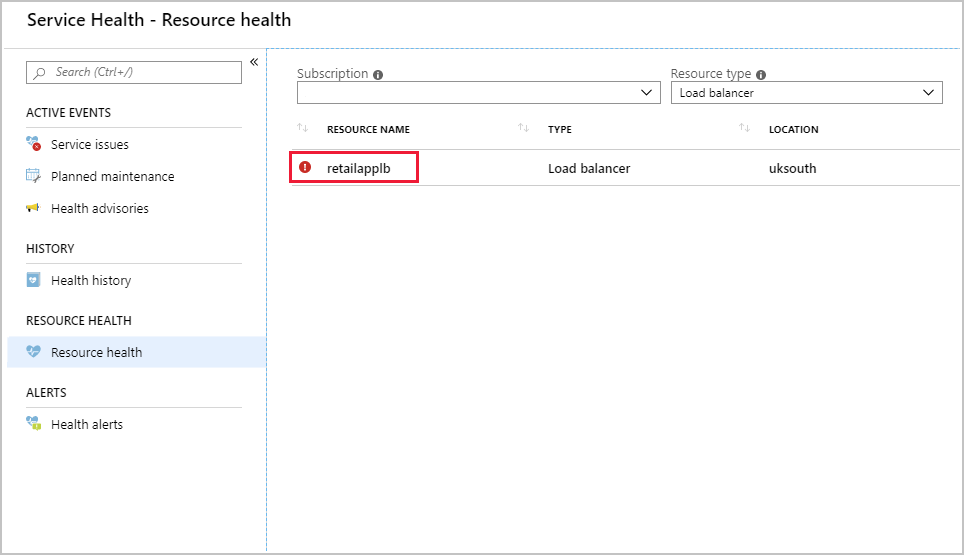 Service Health - Resource health
Search (Ctrl+/)
«
Subscription
Resource type
Load balancer
ACTIVE EVENTS
Service issues
Planned maintenance
Health advisories
HISTORY
Health history
RESOURCE HEALTH
Resource health
ALERTS
Health alerts
RESOURCE NAME TYPE LOCATION
retailapplb Load balancer uksouth